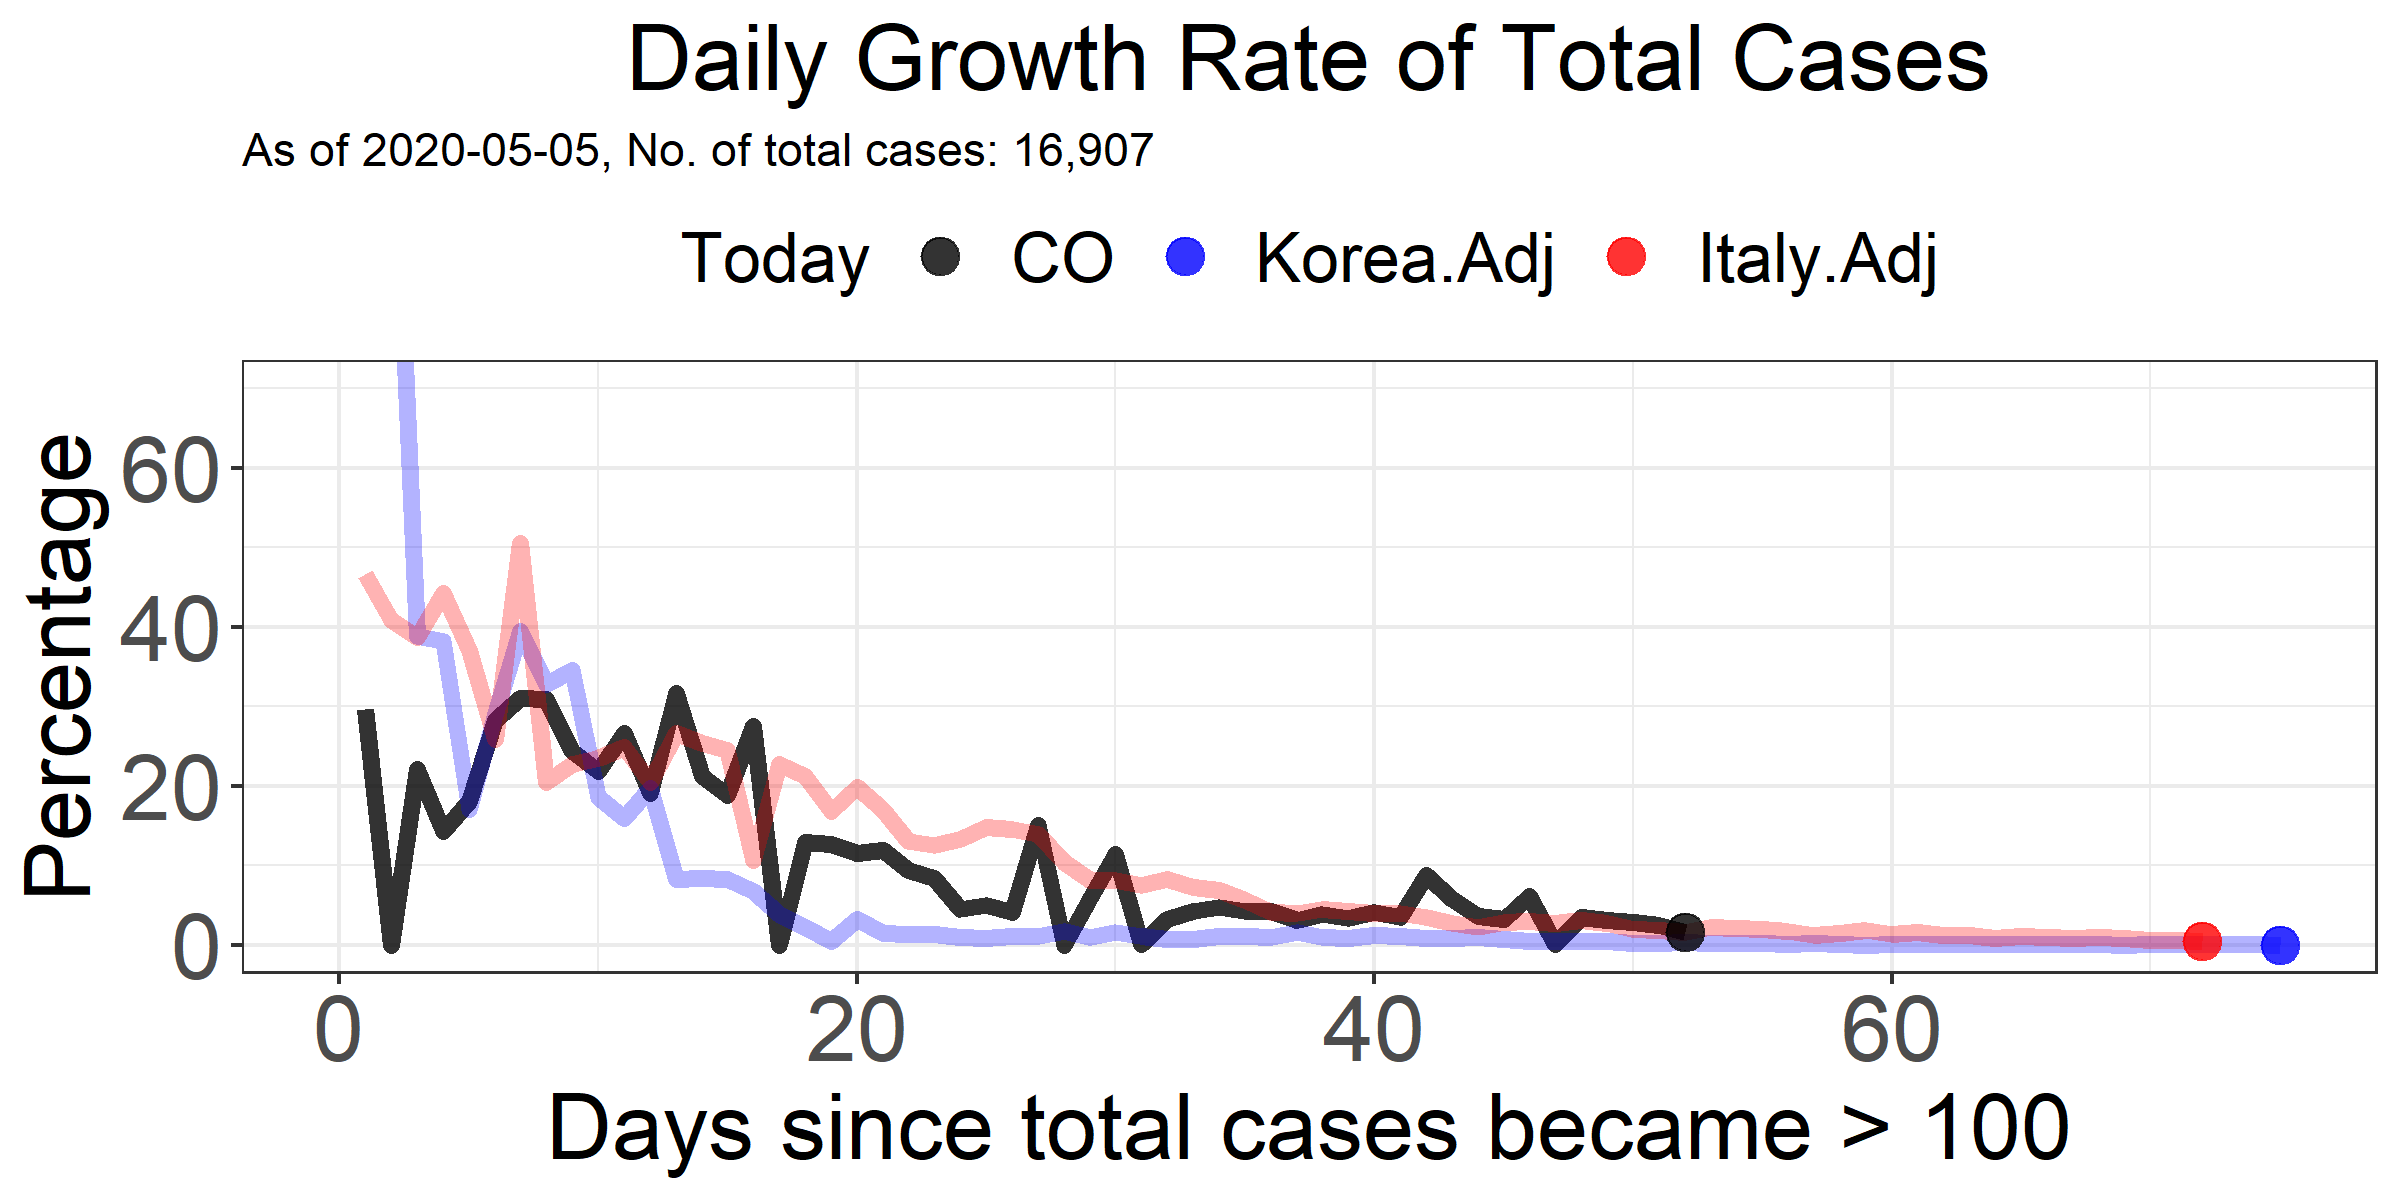 Daily Growth Rate of Total Cases
As of 2020-05-05, No. of total cases: 16,907
Today CO Korea.Adj Italy.Adj
Percentage
60
40
20
0
0 20 40 60
Days since total cases became > 100